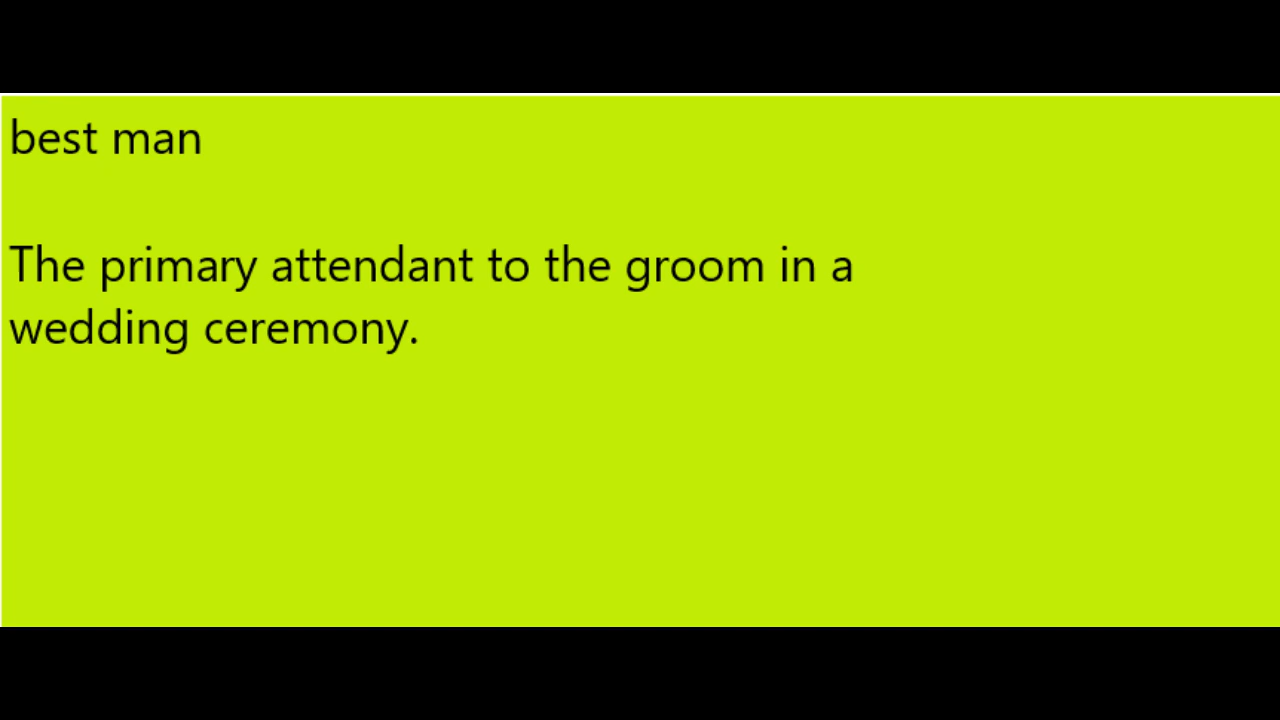 best man
The primary attendant to the groom in a
wedding ceremony.